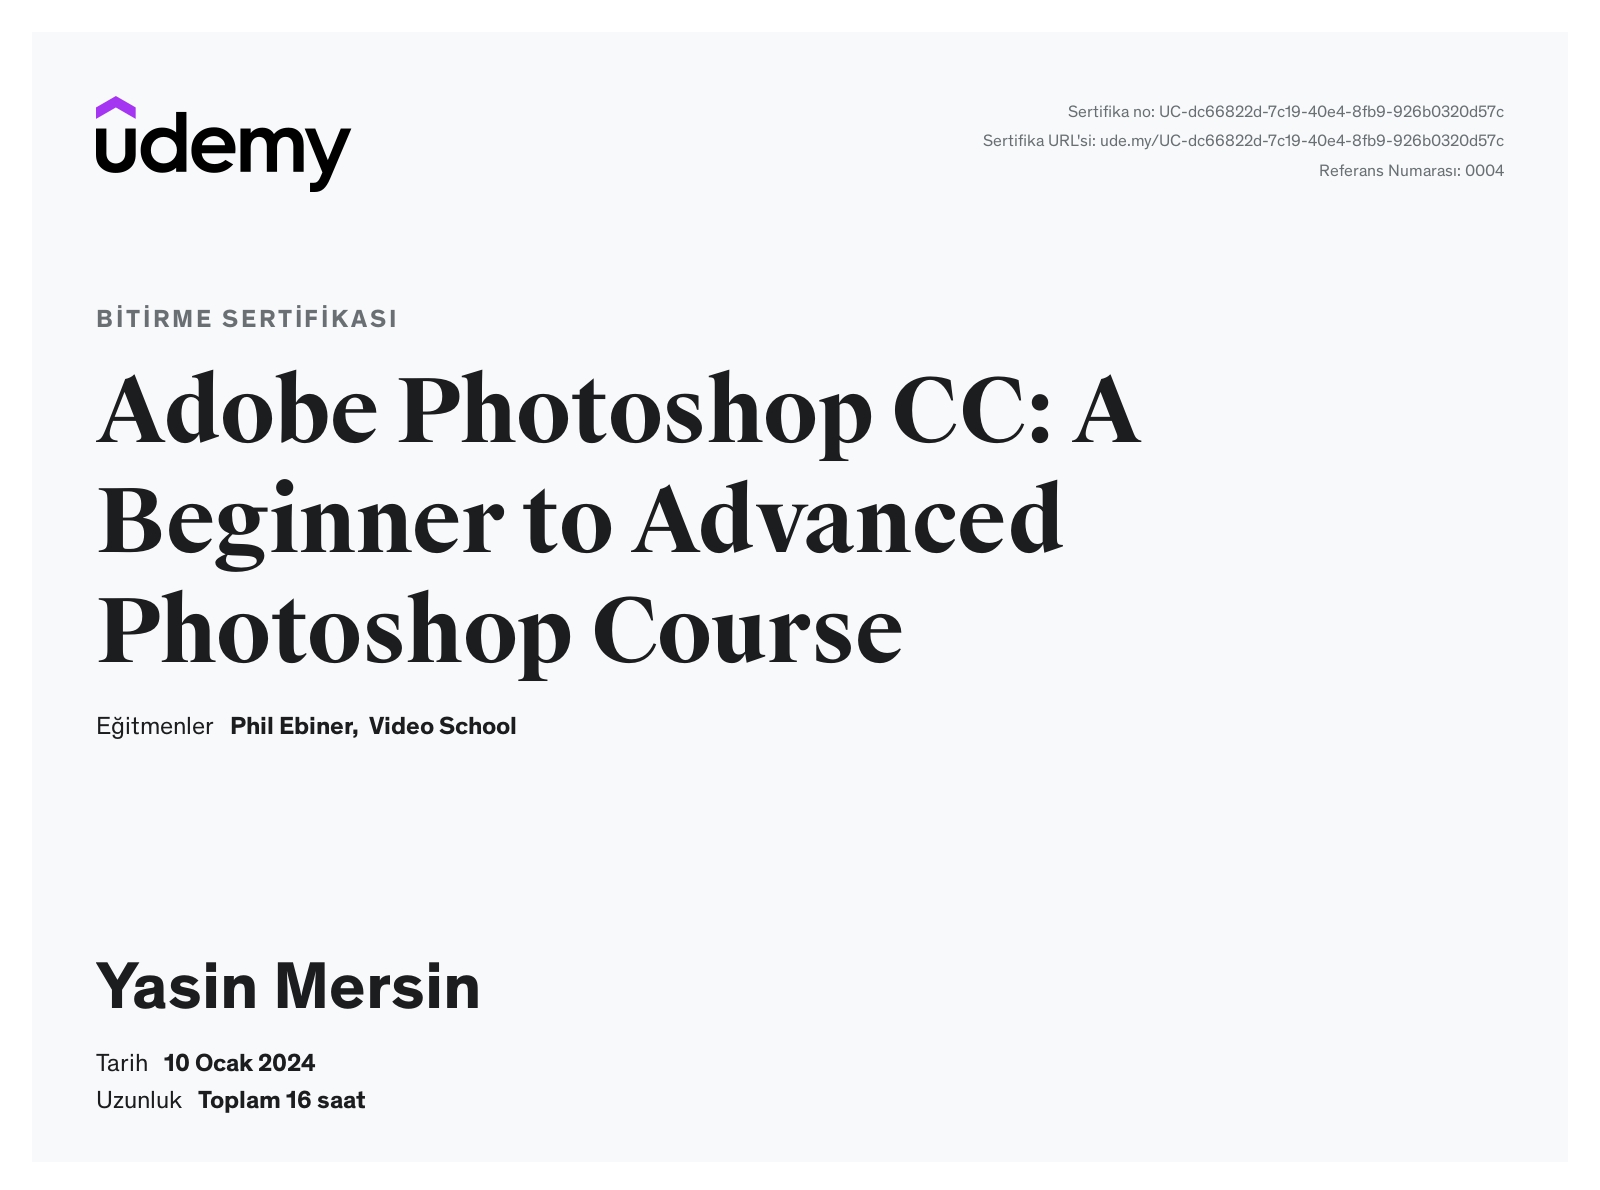 udemy
Sertifika no: UC-dc66822d-7c19-40e4-8fb9-926b0320d57c
Sertifika URL'si: ude.my/UC-dc66822d-7c19-40e4-8fb9-926b0320d57c
Referans Numarası: 0004
BİTİRME SERTİFİKASI
Adobe Photoshop CC: A
Beginner to Advanced
Photoshop Course
Eğitmenler Phil Ebiner, Video School
Yasin Mersin
Tarih 10 Ocak 2024
Uzunluk Toplam 16 saat